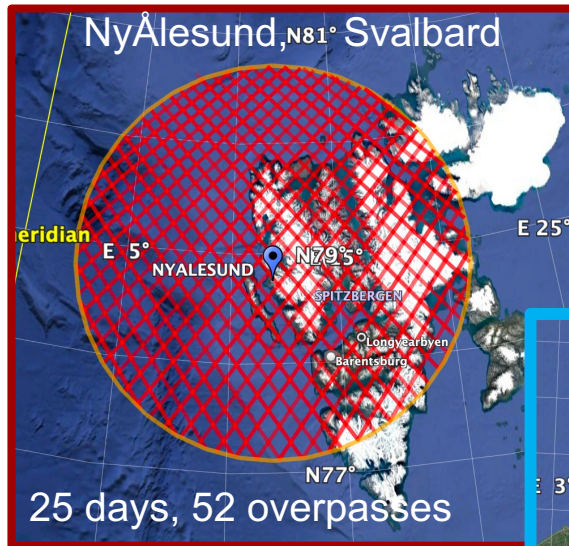 NyÅlesund, Svalbard
N81°
eridian
E 5°
E 25°
NYALESUND
N79°
5°
SPITZBERGEN
Longyearbyen
Barentsburg
N77°
E 3°
25 days, 52 overpasses